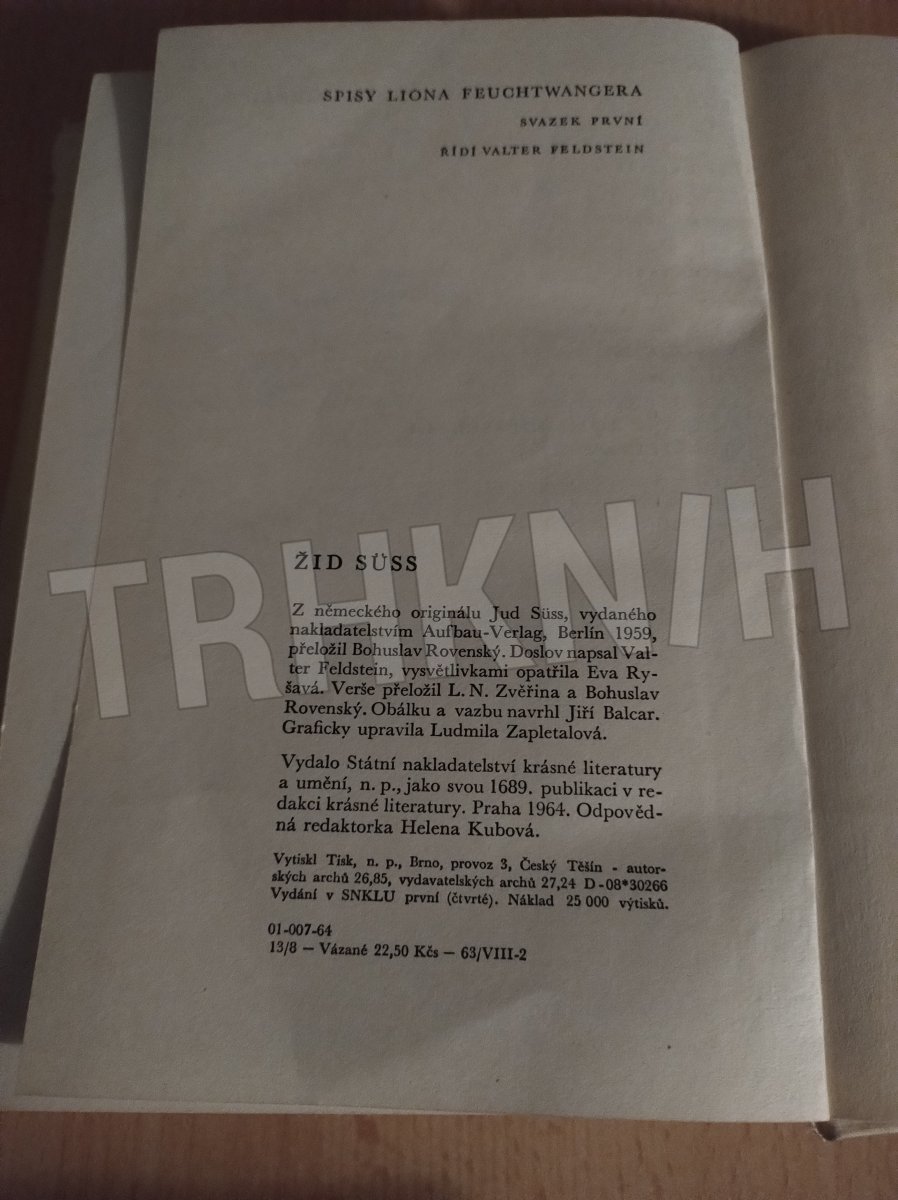 SPISY LIONA FEUCHTWANGERA
SVAZEK PRVNÍ
ŘÍDÍ VALTER FELDSTEIN
TRHKNIH
ŽID SÜSS
Z německého originálu Jud Süss, vydaného
nakladatelstvím Aufbau-Verlag, Berlín 1959,
přeložil Bohuslav Rovenský. Doslov napsal Val-
ter Feldstein, vysvětlivkami opatřila Eva Ry-
šavá. Verše přeložil L. N. Zvěřina a Bohuslav
Rovenský. Obálku a vazbu navrhl Jiří Balcar.
Graficky upravila Ludmila Zapletalová.
Vydalo Státní nakladatelství krásné literatury
a umění, n. p., jako svou 1689. publikaci v re-
dakci krásné literatury. Praha 1964. Odpověd-
ná redaktorka Helena Kubová.
Vytiskl Tisk, n. p., Brno, provoz 3, Český Těšín - autor-
ských archů 26,85, vydavatelských archů 27,24 D-08*30266
Vydání v SNKLU první (čtvrté). Náklad 25 000 výtisků.
01-007-64
13/8 — Vázané 22,50 Kčs — 63/VIII-2